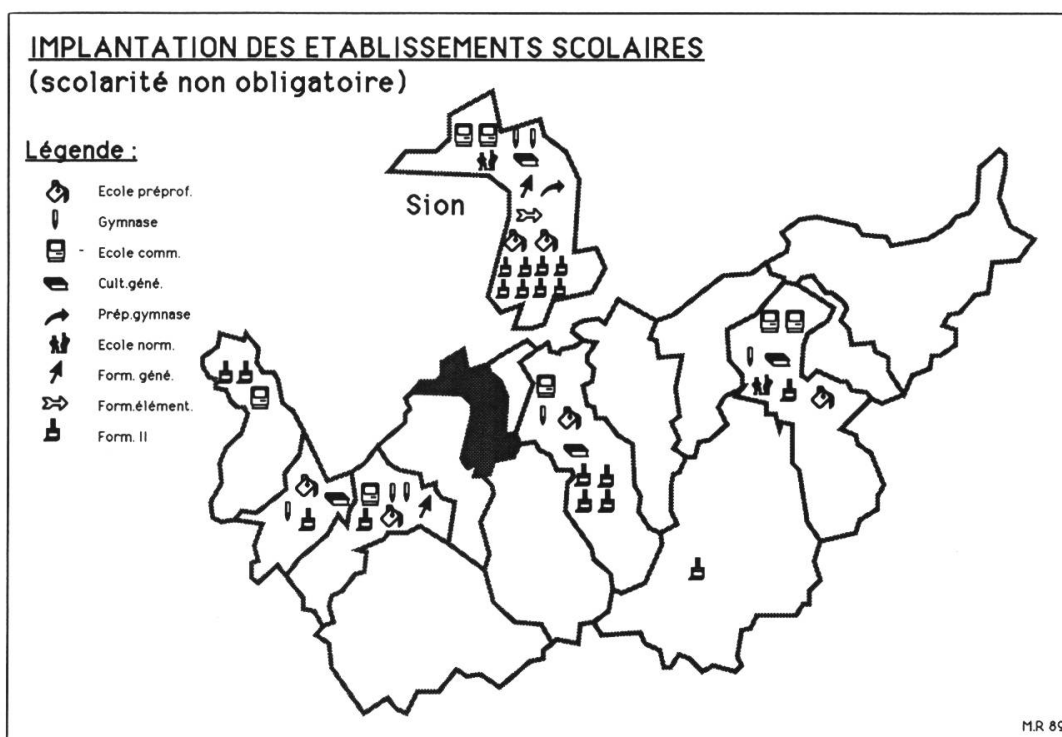 IMPLANTATION DES ETABLISSEMENTS SCOLAIRES
(scolarité non obligatoire)
Légende :
Ecole préprof.
Gymnase
- Ecole comm.
Cult.géné.
Prép.gymnase
Ecole norm.
Form. géné.
Form.élément.
Form. II
Sion
M.R 89